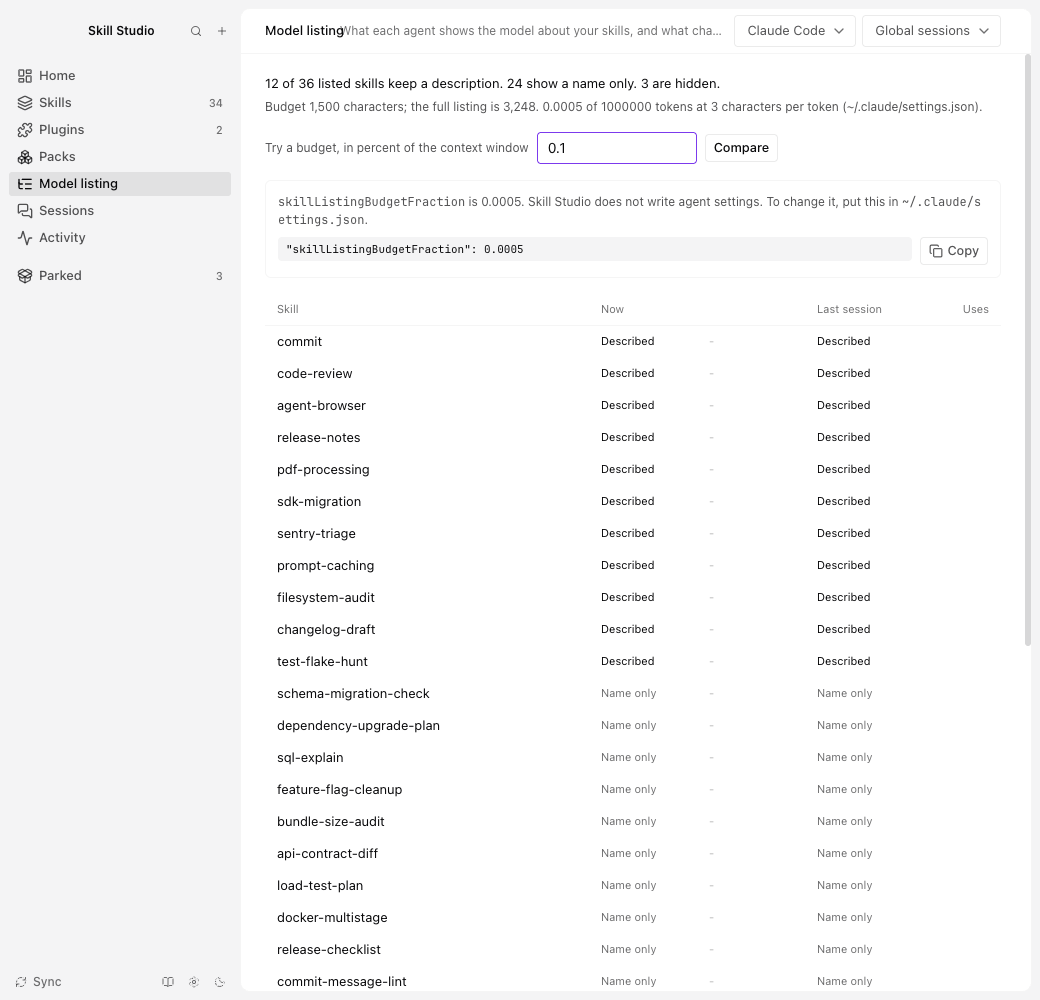 Skill Studio
Home
Skills 34
Plugins 2
Packs
Model listing
Sessions
Activity
Parked 3
Sync
Model listing What each agent shows the model about your skills, and what cha... Claude Code Global sessions
12 of 36 listed skills keep a description. 24 show a name only. 3 are hidden.
Budget 1,500 characters; the full listing is 3,248. 0.0005 of 1000000 tokens at 3 characters per token (~/.claude/settings.json).
Try a budget, in percent of the context window 0.1 Compare
skillListingBudgetFraction is 0.0005. Skill Studio does not write agent settings. To change it, put this in ~/.claude/s
ettings.json.
"skillListingBudgetFraction": 0.0005 Copy
Skill Now Last session Uses
commit Described - Described
code-review Described - Described
agent-browser Described - Described
release-notes Described - Described
pdf-processing Described - Described
sdk-migration Described - Described
sentry-triage Described - Described
prompt-caching Described - Described
filesystem-audit Described - Described
changelog-draft Described - Described
test-flake-hunt Described - Described
schema-migration-check Name only - Name only
dependency-upgrade-plan Name only - Name only
sql-explain Name only - Name only
feature-flag-cleanup Name only - Name only
bundle-size-audit Name only - Name only
api-contract-diff Name only - Name only
load-test-plan Name only - Name only
docker-multistage Name only - Name only
release-checklist Name only - Name only
commit-message-lint Name only - Name only